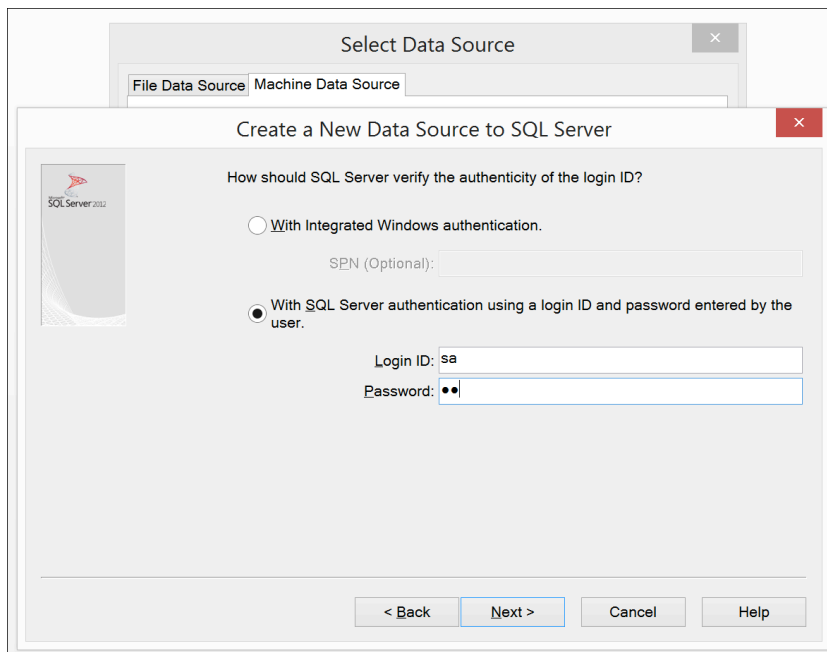 Select Data Source
File Data Source Machine Data Source
Create a New Data Source to SQL Server
Microsoft
SQL Server 2012
How should SQL Server verify the authenticity of the login ID?
With Integrated Windows authentication.
SPN (Optional):
With SQL Server authentication using a login ID and password entered by the
user.
Login ID: sa
Password: ●●
< Back Next > Cancel Help